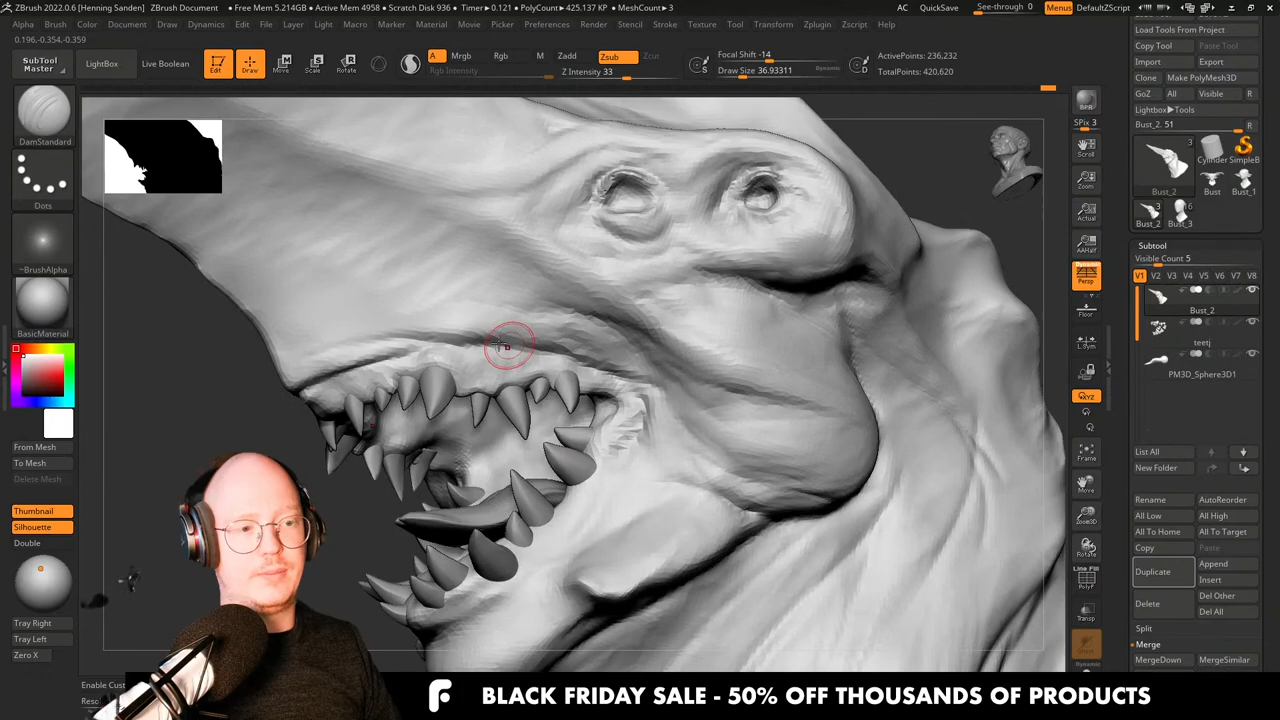 ZBrush 2022.0.5 [Henning Sanden] ZBrush Document • Free Mem 5.214GB • Active Mem 4958 • Scratch Disk 936 • Timer▶0.121 • PolyCount▶425.137 KP • MeshCount▶3 AC QuickSave See-through 0 Menus DefaultZScript
Alpha Brush Color Document Draw Dynamics Edit File Layer Light Macro Marker Material Movie Picker Preferences Render Stencil Stroke Texture Tool Transform Zplugin Zscript Help
0.196,-0.354,-0.359
SubTool
Master
LightBox
Live Boolean
Edit
Draw
Move
Scale
Rotate
A
Mrgb
Rgb
M
Rgb Intensity
Zadd
Zsub
Zcut
Z Intensity 33
Focal Shift -14
Draw Size 36.93311
Dynamic
S
D
ActivePoints: 236,232
TotalPoints: 420,620
DamStandard
Dots
~BrushAlpha
BasicMaterial
From Mesh
To Mesh
Delete Mesh
Thumbnail
Silhouette
Double
Tray Right
Tray Left
Zero X
Enable Cust
BPR
SPix 3
Scroll
Zoom
Actual
AAHalf
Dynamic
Persp
Floor
L.Sym
XYZ
Frame
Move
Zoom3D
Rotate
Line Fill
PolyF
Transp
Dynamic
Load Tools From Project
Copy Tool Paste Tool
Import Export
Clone Make PolyMesh3D
GoZ All Visible R
Lightbox▶Tools
Bust_2. 51 R
3
Cylinder SimpleB
Bust_2 Bust Bust_1
3 16
Bust_2 Bust_3
Subtool
Visible Count 5
V1 V2 V3 V4 V5 V6 V7 V8
Bust_2
teetj
PM3D_Sphere3D1
List All
New Folder
Rename AutoReorder
All Low All High
All To Home All To Target
Copy Paste
Duplicate
Append
Insert
Delete
Del Other
Del All
Split
Merge
MergeDown MergeSimilar
BLACK FRIDAY SALE - 50% OFF THOUSANDS OF PRODUCTS